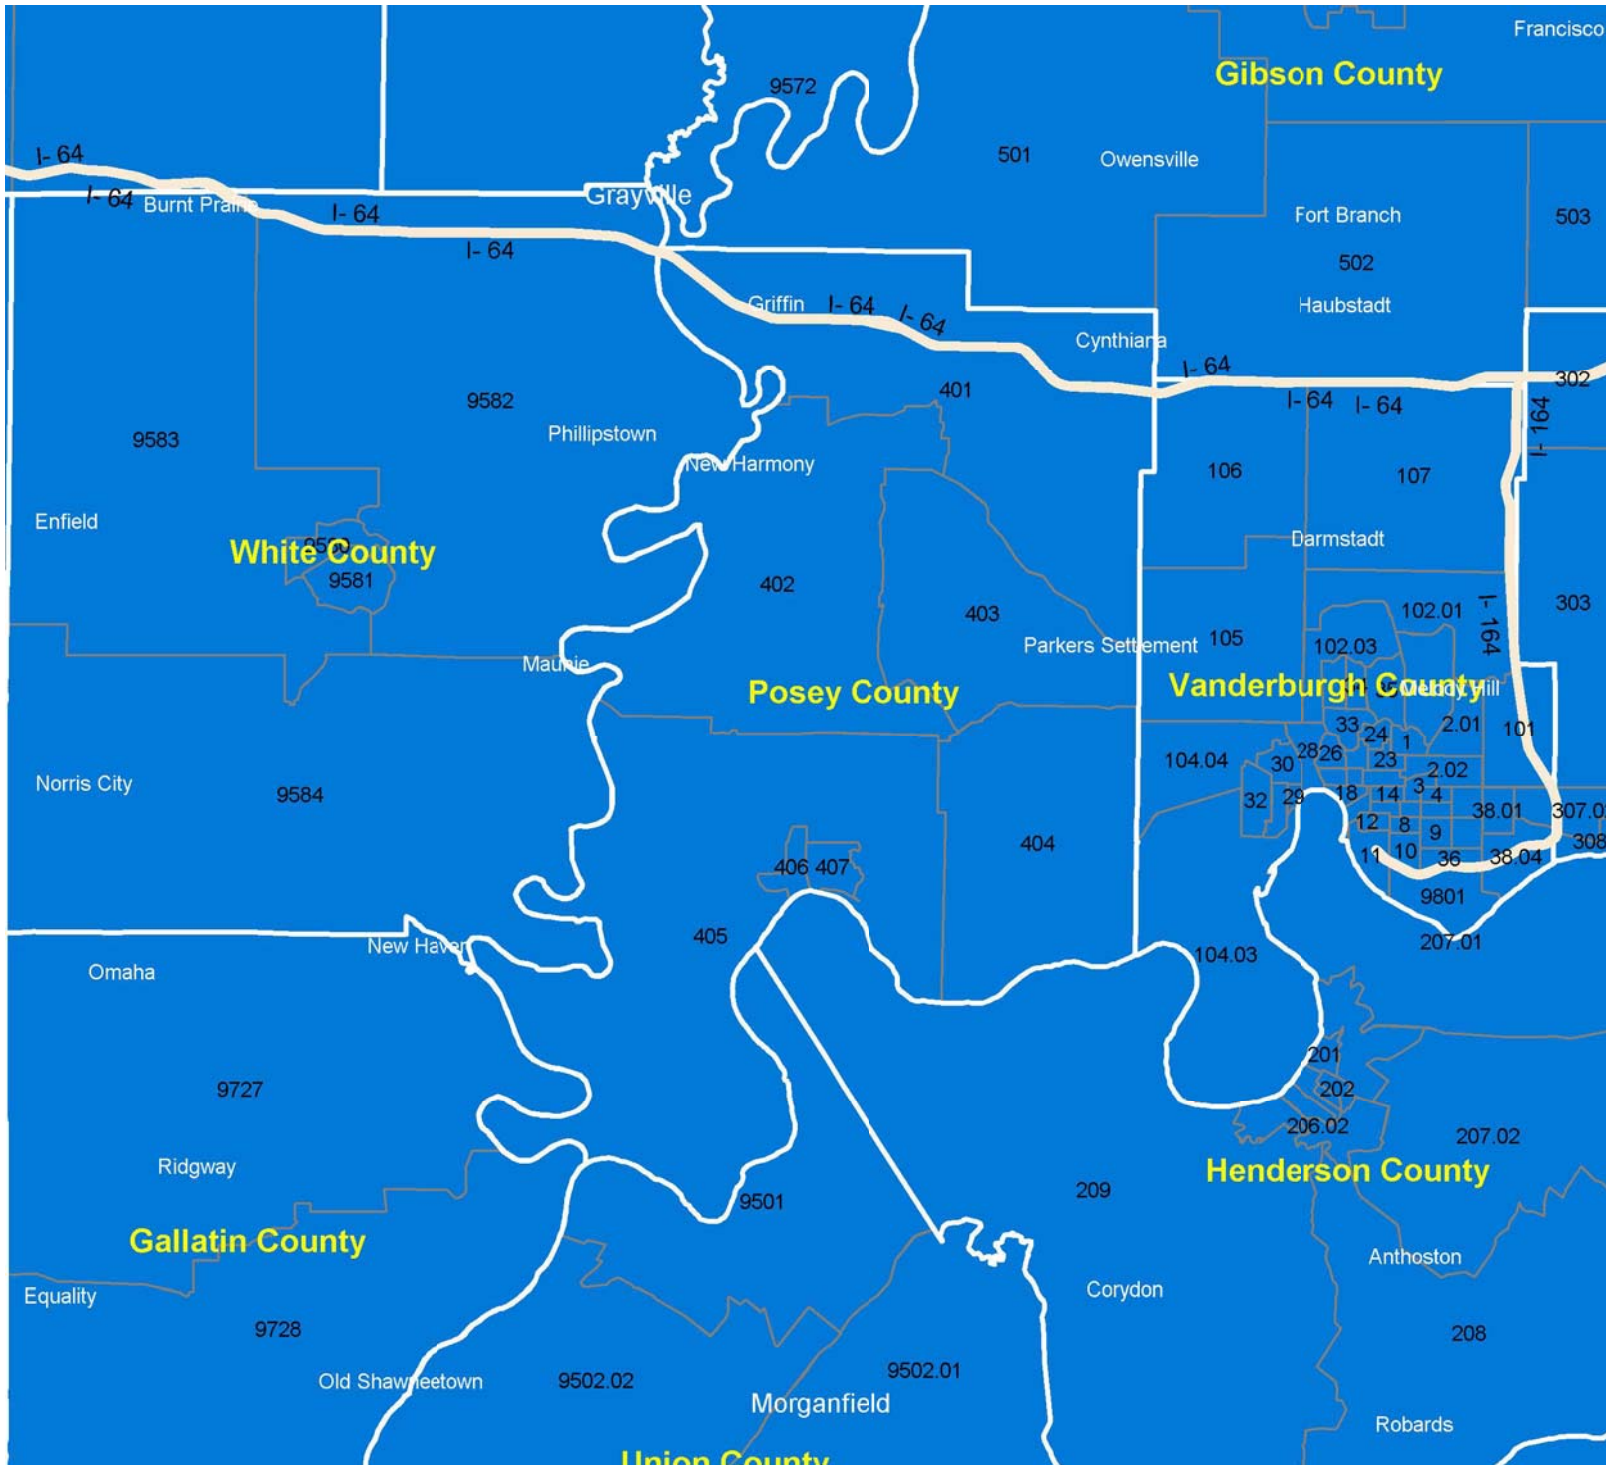 Francisco
Gibson County
9572
I- 64
501
Owensville
I- 64
Burnt Prairie
Grayville
I- 64
Fort Branch
503
I- 64
502
Griffin
I- 64
I- 64
Haubstadt
Cynthiana
I- 64
302
9582
401
I- 64
I- 64
I- 164
9583
Phillipstown
New Harmony
106
107
Enfield
White County
Darmstadt
9581
402
403
102.01
303
I- 164
Parkers Settlement
105
102.03
Maunie
Posey County
Vanderburgh County
Melody Hill
33
24
1
2.01
101
104.04
30
28
26
23
2.02
Norris City
9584
32
29
18
14
3
4
38.01
12
8
9
308
404
406
407
11
10
36
38.04
9801
405
New Haven
207.01
Omaha
104.03
201
9727
202
206.02
207.02
Ridgway
Henderson County
209
9501
Gallatin County
Anthoston
Equality
Corydon
9728
208
Old Shawneetown
9502.02
9502.01
Morganfield
Robards
Union County